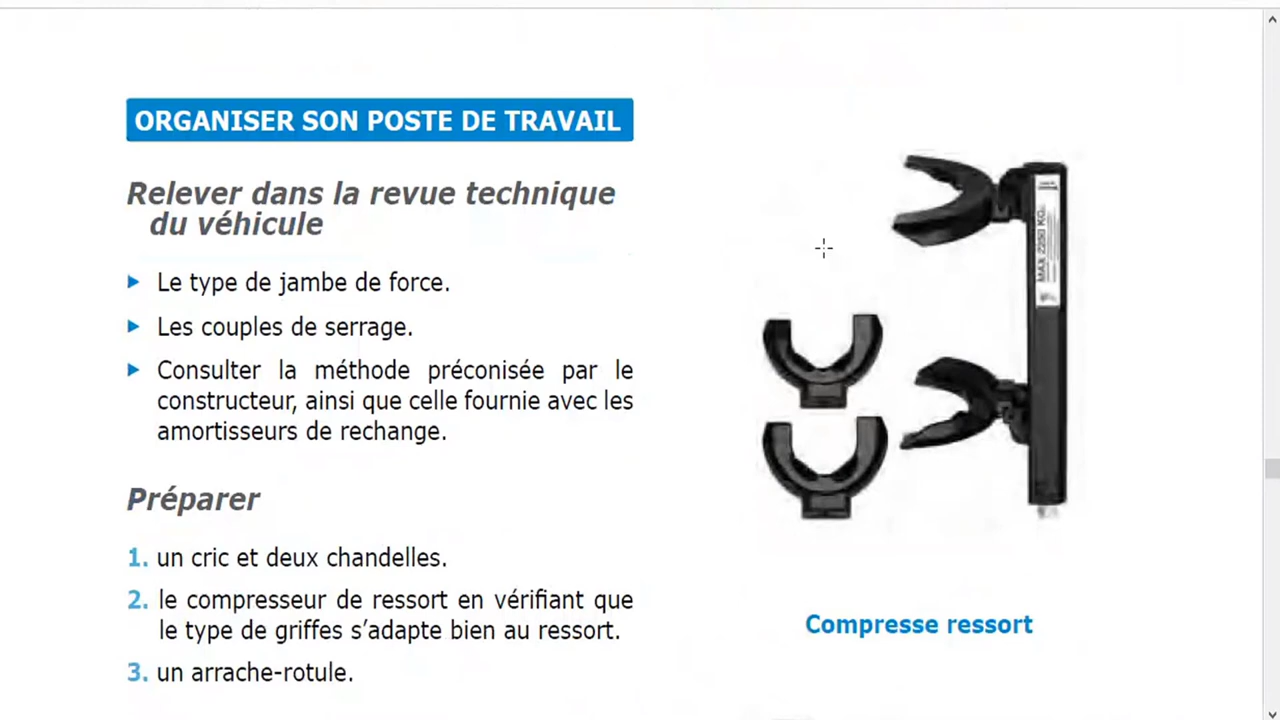 ORGANISER SON POSTE DE TRAVAIL
Relever dans la revue technique
du véhicule
Le type de jambe de force.
Les couples de serrage.
Consulter la méthode préconisée par le
constructeur, ainsi que celle fournie avec les
amortisseurs de rechange.
Préparer
1. un cric et deux chandelles.
2. le compresseur de ressort en vérifiant que
le type de griffes s’adapte bien au ressort.
3. un arrache-rotule.
MAX 2250 KG.
Compresse ressort